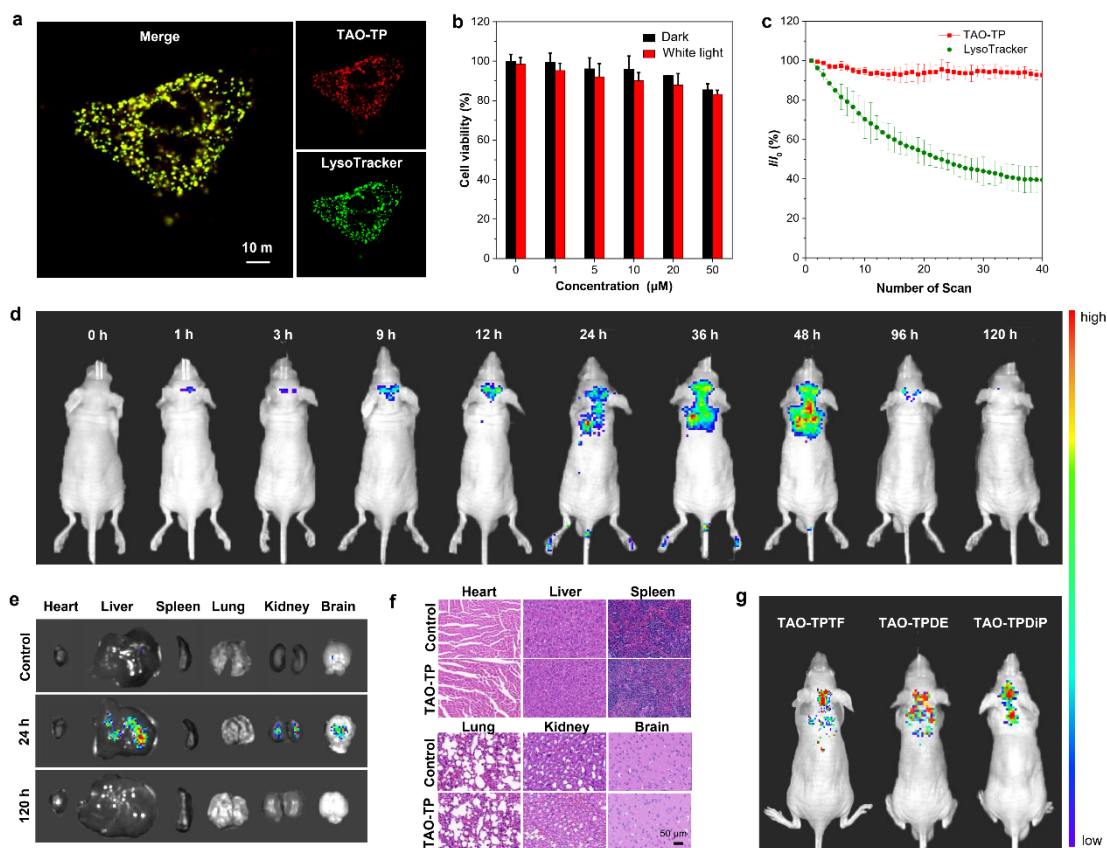 a
Merge
TAO-TP
LysoTracker
10 m
b
Dark
White light
Cell viability (%)
120
100
80
60
40
20
0
0 1 5 10 20 50
Concentration (μM)
c
TAO-TP
LysoTracker
I/I0 (%)
100
80
60
40
20
0
0 10 20 30 40
Number of Scan
d
0 h 1 h 3 h 9 h 12 h 24 h 36 h 48 h 96 h 120 h
high
low
e
Heart Liver Spleen Lung Kidney Brain
Control
24 h
120 h
f
Heart Liver Spleen
Control
TAO-TP
Lung Kidney Brain
Control
TAO-TP
50 μm
g
TAO-TPTF TAO-TPDE TAO-TPDiP